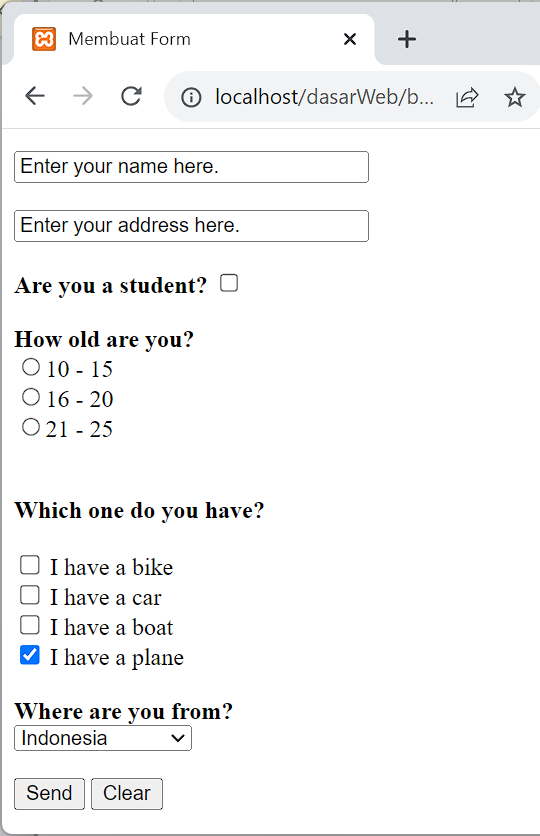 Membuat Form
localhost/dasarWeb/b...
Enter your name here.
Enter your address here.
Are you a student?
How old are you?
10 - 15
16 - 20
21 - 25
Which one do you have?
I have a bike
I have a car
I have a boat
I have a plane
Where are you from?
Indonesia
Send Clear